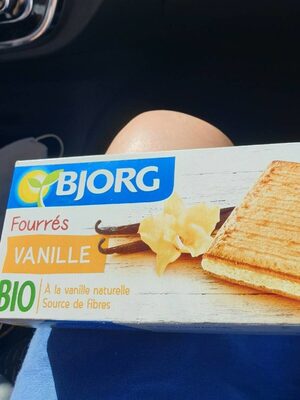 BJORG
Fourrés
VANILLE
BIO
À la vanille naturelle
Source de fibres